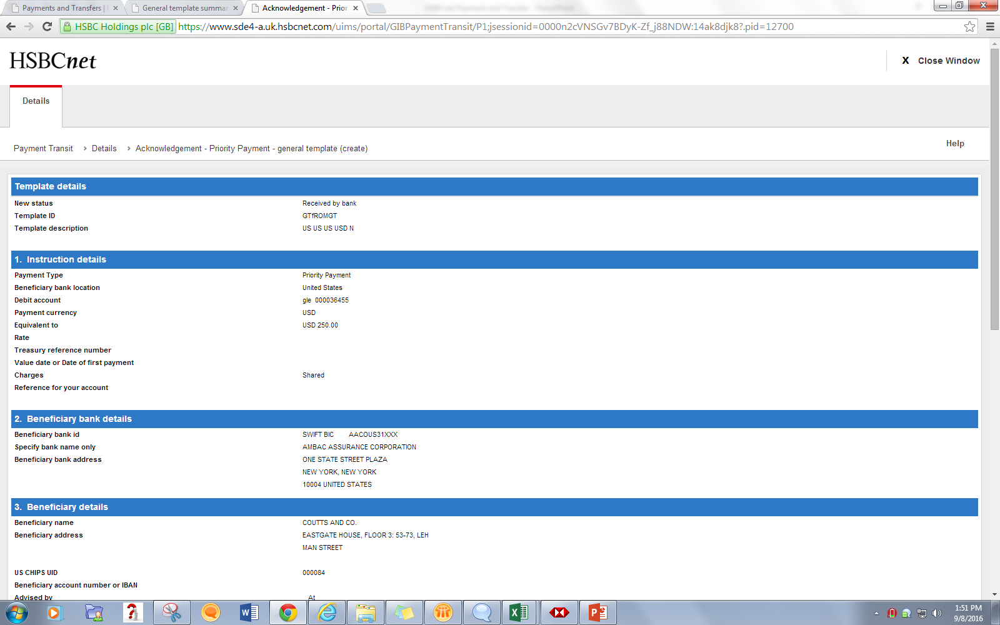 Payments and Transfers |
General template summar
Acknowledgement - Prior
HSBC Holdings plc [GB]
https://www.sde4-a.uk.hsbcnet.com/uims/portal/GIBPaymentTransit/P1;jsessionid=0000n2cVNSGv7BDyK-Zf_j88NDW:14ak8djk8?.pid=12700
HSBCnet
X Close Window
Details
Payment Transit > Details > Acknowledgement - Priority Payment - general template (create)
Help
Template details
New status Received by bank
Template ID GTfROMGT
Template description US US US USD N
1. Instruction details
Payment Type Priority Payment
Beneficiary bank location United States
Debit account gle 000036455
Payment currency USD
Equivalent to USD 250.00
Rate
Treasury reference number
Value date or Date of first payment
Charges Shared
Reference for your account
2. Beneficiary bank details
Beneficiary bank id SWIFT BIC AACOUS31XXX
Specify bank name only AMBAC ASSURANCE CORPORATION
Beneficiary bank address ONE STATE STREET PLAZA
NEW YORK, NEW YORK
10004 UNITED STATES
3. Beneficiary details
Beneficiary name COUTTS AND CO.
Beneficiary address EASTGATE HOUSE, FLOOR 3: 53-73, LEH
MAN STREET
US CHIPS UID 000084
Beneficiary account number or IBAN
Advised by At
1:51 PM
9/8/2016